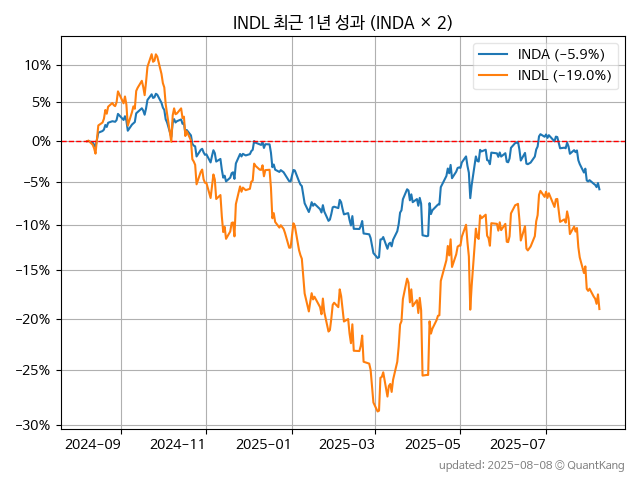 INDL 최근 1년 성과 (INDA × 2)
INDA (−5.9%)
INDL (−19.0%)
10%
5%
0%
−5%
−10%
−15%
−20%
−25%
−30%
2024-09 2024-11 2025-01 2025-03 2025-05 2025-07
updated: 2025-08-08 © QuantKang